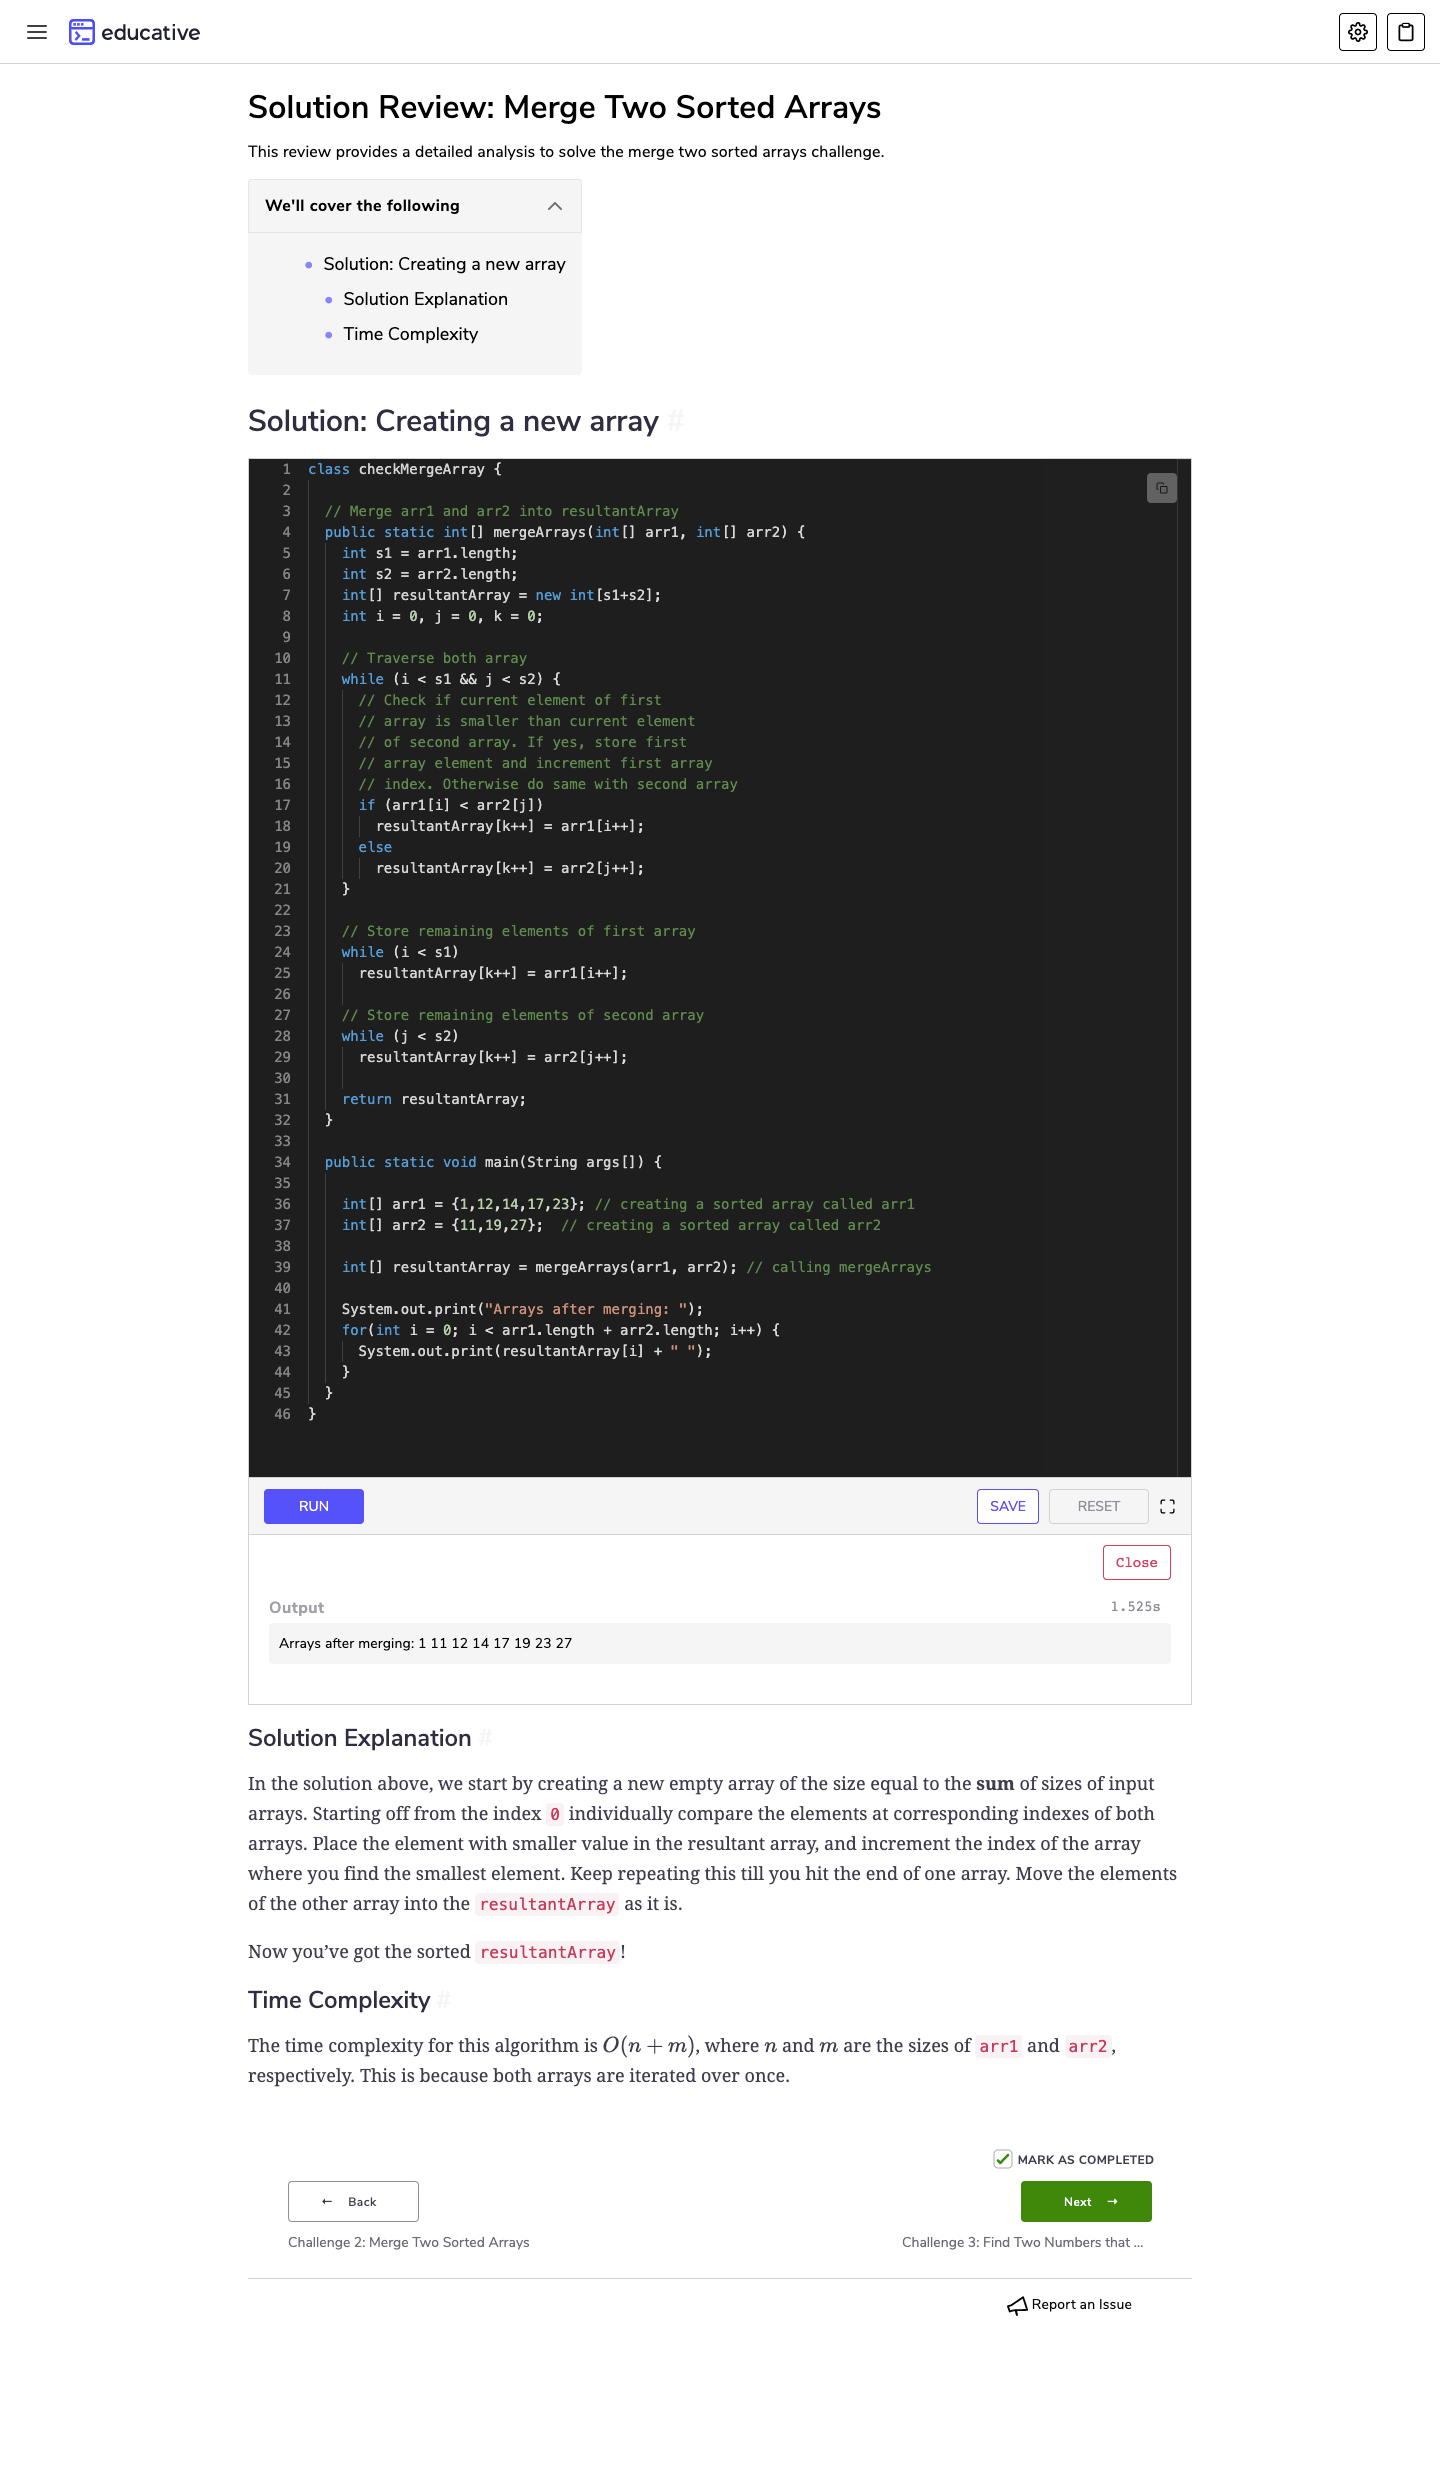 educative
Solution Review: Merge Two Sorted Arrays
This review provides a detailed analysis to solve the merge two sorted arrays challenge.
We'll cover the following
Solution: Creating a new array
Solution Explanation
Time Complexity
Solution: Creating a new array #
1 class checkMergeArray {
2
3 // Merge arr1 and arr2 into resultantArray
4 public static int[] mergeArrays(int[] arr1, int[] arr2) {
5 int s1 = arr1.length;
6 int s2 = arr2.length;
7 int[] resultantArray = new int[s1+s2];
8 int i = 0, j = 0, k = 0;
9
10 // Traverse both array
11 while (i < s1 && j < s2) {
12 // Check if current element of first
13 // array is smaller than current element
14 // of second array. If yes, store first
15 // array element and increment first array
16 // index. Otherwise do same with second array
17 if (arr1[i] < arr2[j])
18 resultantArray[k++] = arr1[i++];
19 else
20 resultantArray[k++] = arr2[j++];
21 }
22
23 // Store remaining elements of first array
24 while (i < s1)
25 resultantArray[k++] = arr1[i++];
26
27 // Store remaining elements of second array
28 while (j < s2)
29 resultantArray[k++] = arr2[j++];
30
31 return resultantArray;
32 }
33
34 public static void main(String args[]) {
35
36 int[] arr1 = {1,12,14,17,23}; // creating a sorted array called arr1
37 int[] arr2 = {11,19,27};  // creating a sorted array called arr2
38
39 int[] resultantArray = mergeArrays(arr1, arr2); // calling mergeArrays
40
41 System.out.print("Arrays after merging: ");
42 for(int i = 0; i < arr1.length + arr2.length; i++) {
43 System.out.print(resultantArray[i] + " ");
44 }
45 }
46 }
RUN SAVE RESET
Close
Output 1.525s
Arrays after merging: 1 11 12 14 17 19 23 27
Solution Explanation #
In the solution above, we start by creating a new empty array of the size equal to the sum of sizes of input
arrays. Starting off from the index 0 individually compare the elements at corresponding indexes of both
arrays. Place the element with smaller value in the resultant array, and increment the index of the array
where you find the smallest element. Keep repeating this till you hit the end of one array. Move the elements
of the other array into the resultantArray as it is.
Now you’ve got the sorted resultantArray!
Time Complexity #
The time complexity for this algorithm is O(n + m), where n and m are the sizes of arr1 and arr2,
respectively. This is because both arrays are iterated over once.
MARK AS COMPLETED
← Back Next →
Challenge 2: Merge Two Sorted Arrays Challenge 3: Find Two Numbers that ...
Report an Issue